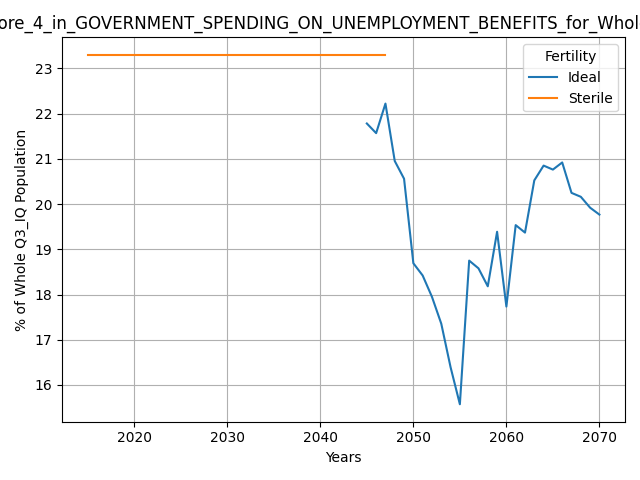 ore_4_in_GOVERNMENT_SPENDING_ON_UNEMPLOYMENT_BENEFITS_for_Whol
Fertility
Ideal
Sterile
% of Whole Q3_IQ Population
23
22
21
20
19
18
17
16
2020 2030 2040 2050 2060 2070
Years